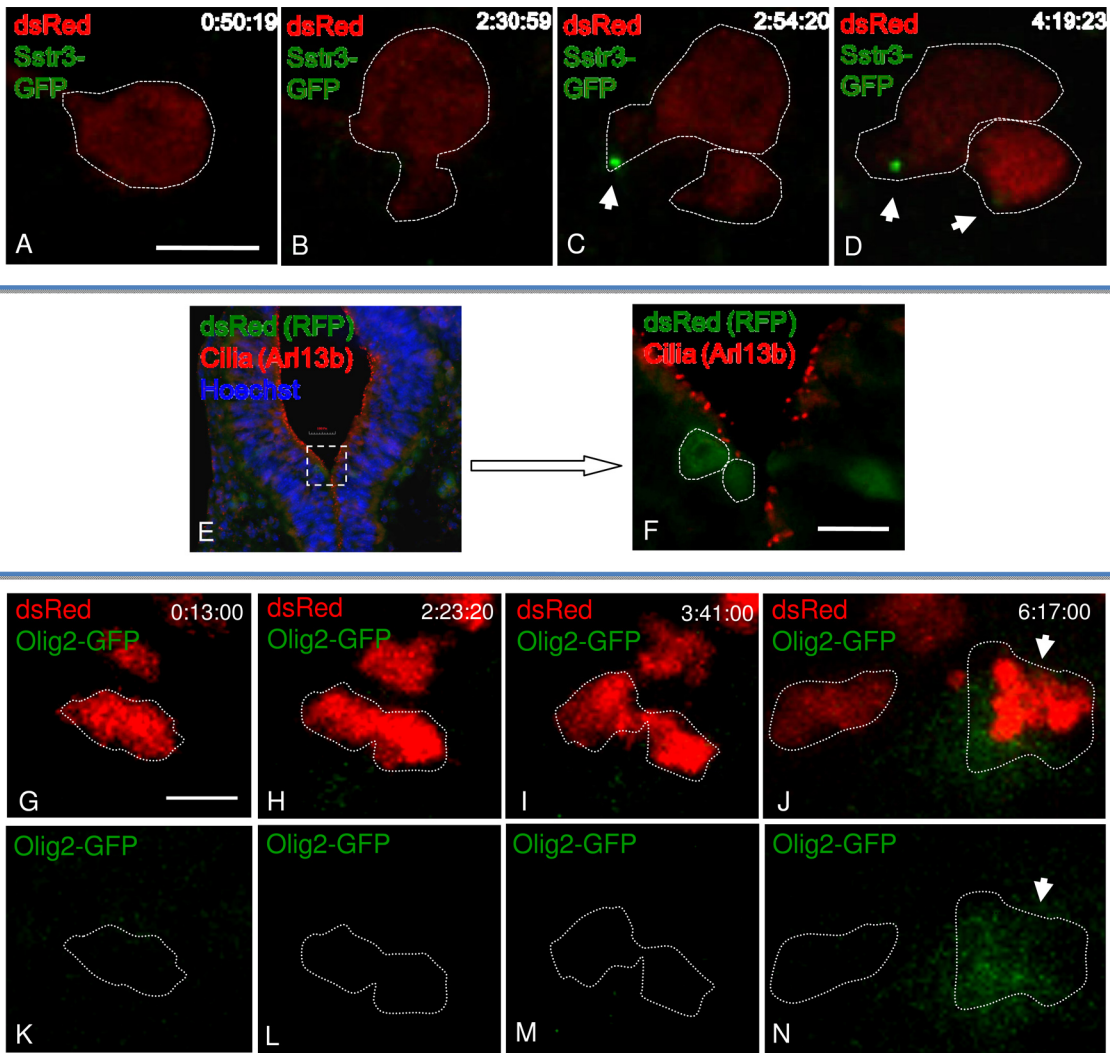 dsRed 0:50:19
Sstr3-
GFP
A
dsRed 2:30:59
Sstr3-
GFP
B
dsRed 2:54:20
Sstr3-
GFP
C
dsRed 4:19:23
Sstr3-
GFP
D
dsRed (RFP)
Cilia (Arl13b)
Hoechst
E
dsRed (RFP)
Cilia (Arl13b)
F
dsRed 0:13:00
Olig2-GFP
G
dsRed 2:23:20
Olig2-GFP
H
dsRed 3:41:00
Olig2-GFP
I
dsRed 6:17:00
Olig2-GFP
J
Olig2-GFP
K
Olig2-GFP
L
Olig2-GFP
M
Olig2-GFP
N